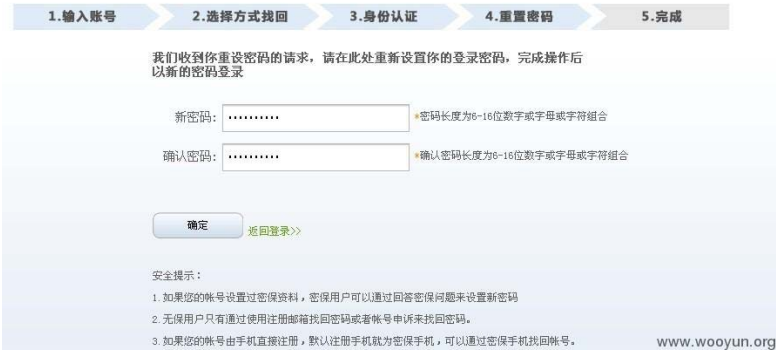 1.输入账号 2.选择方式找回 3.身份认证 4.重置密码 5.完成
我们收到你重设密码的请求，请在此处重新设置你的登录密码，完成操作后
以新的密码登录
新密码: •••••••••• *密码长度为6-16位数字或字母或字符组合
确认密码: •••••••••• *确认密码长度为6-16位数字或字母或字符组合
确定 返回登录>>
安全提示：
1.如果您的帐号设置过密保资料，密保用户可以通过回答密保问题来设置新密码
2.无保用户只有通过使用注册邮箱找回密码或者帐号申诉来找回密码。
3.如果您的帐号由手机直接注册，默认注册手机就为密保手机，可以通过密保手机找回帐号。
www.wooyun.org